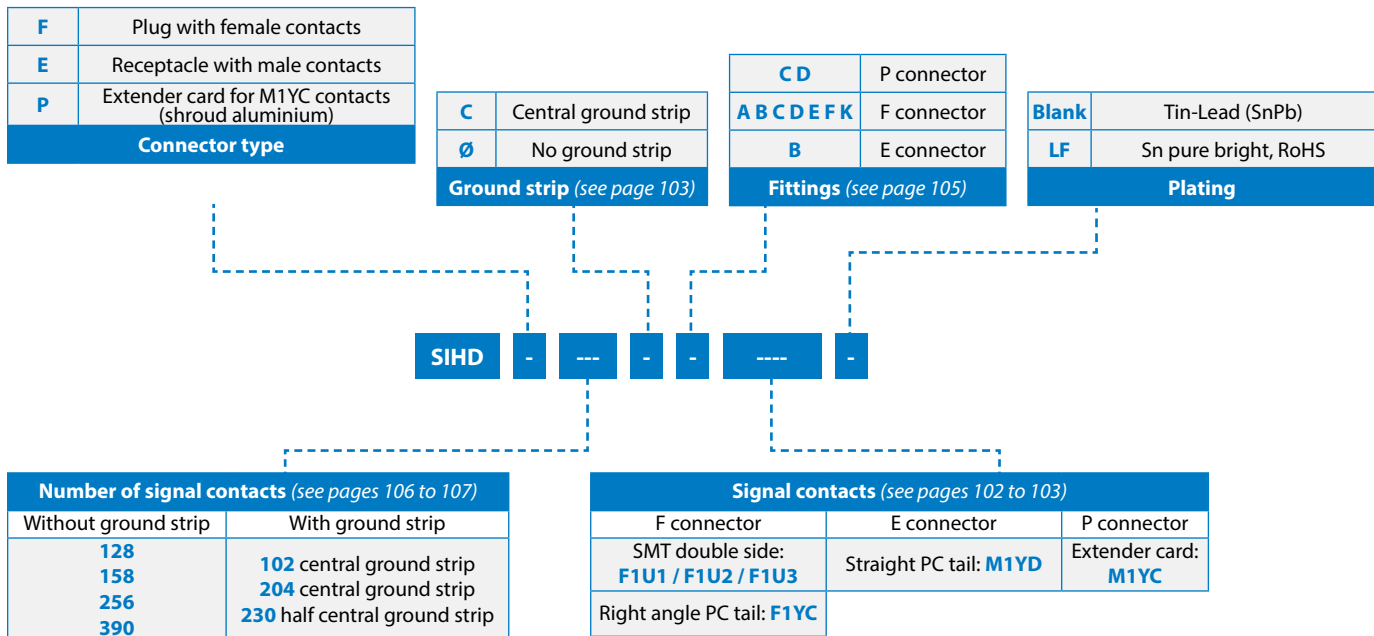 F Plug with female contacts
E Receptacle with male contacts
P Extender card for M1YC contacts
(shroud aluminium)
Connector type
C Central ground strip
Ø No ground strip
Ground strip (see page 103)
C D P connector
A B C D E F K F connector
B E connector
Fittings (see page 105)
Blank Tin-Lead (SnPb)
LF Sn pure bright, RoHS
Plating
SIHD - --- - - ---- -
Number of signal contacts (see pages 106 to 107)
Without ground strip With ground strip
128
158
256
390
102 central ground strip
204 central ground strip
230 half central ground strip
Signal contacts (see pages 102 to 103)
F connector E connector P connector
SMT double side:
F1U1 / F1U2 / F1U3
Straight PC tail: M1YD
Extender card:
M1YC
Right angle PC tail: F1YC